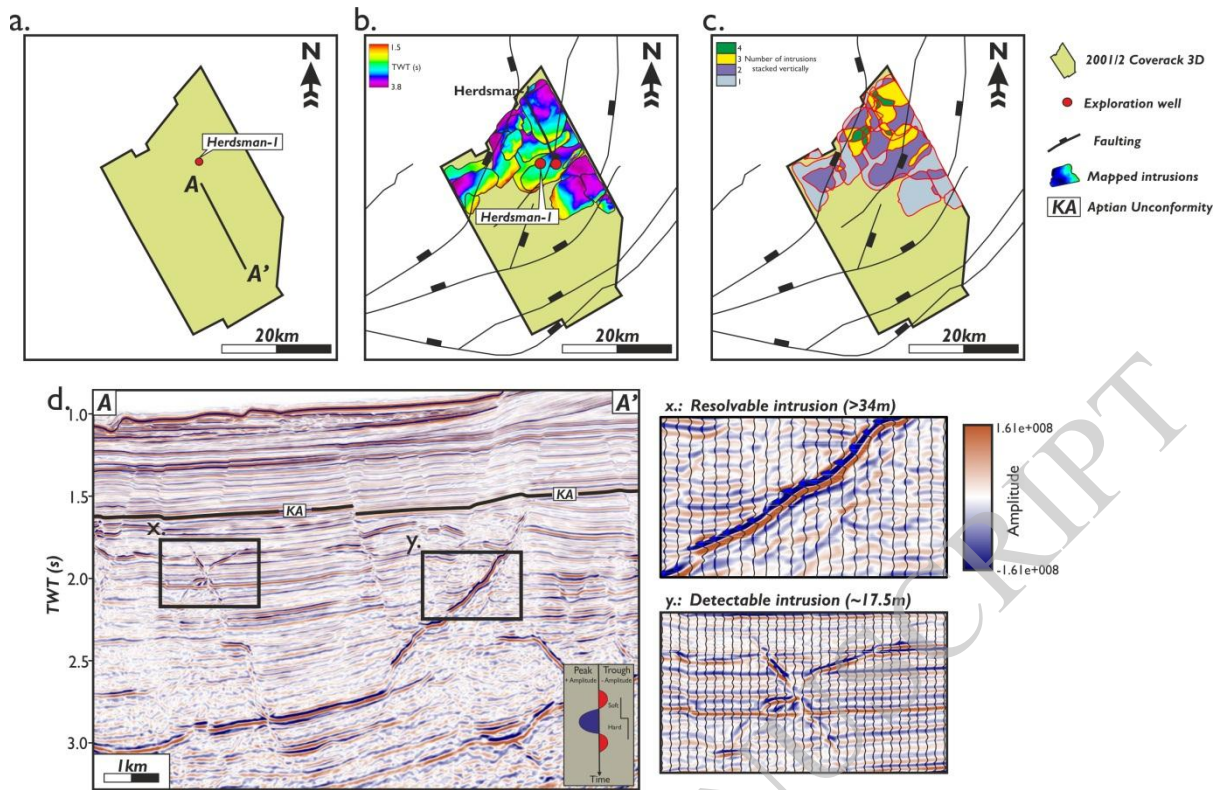 a.
N
Herdsman-1
A
A'
20km
b.
1.5
TWT (s)
3.8
Herdsman-1
N
Herdsman-1
20km
c.
4
3
2
1
Number of intrusions
stacked vertically
N
20km
2001/2 Coverack 3D
Exploration well
Faulting
Mapped intrusions
KA
Aptian Unconformity
d.
A
A'
1.0
1.5
2.0
2.5
3.0
TWT (s)
KA
KA
KA
x.
y.
1km
Peak
+ Amplitude
Trough
- Amplitude
Soft
Hard
Time
x.: Resolvable intrusion (>34m)
1.61e+008
Amplitude
-1.61e+008
y.: Detectable intrusion (~17.5m)